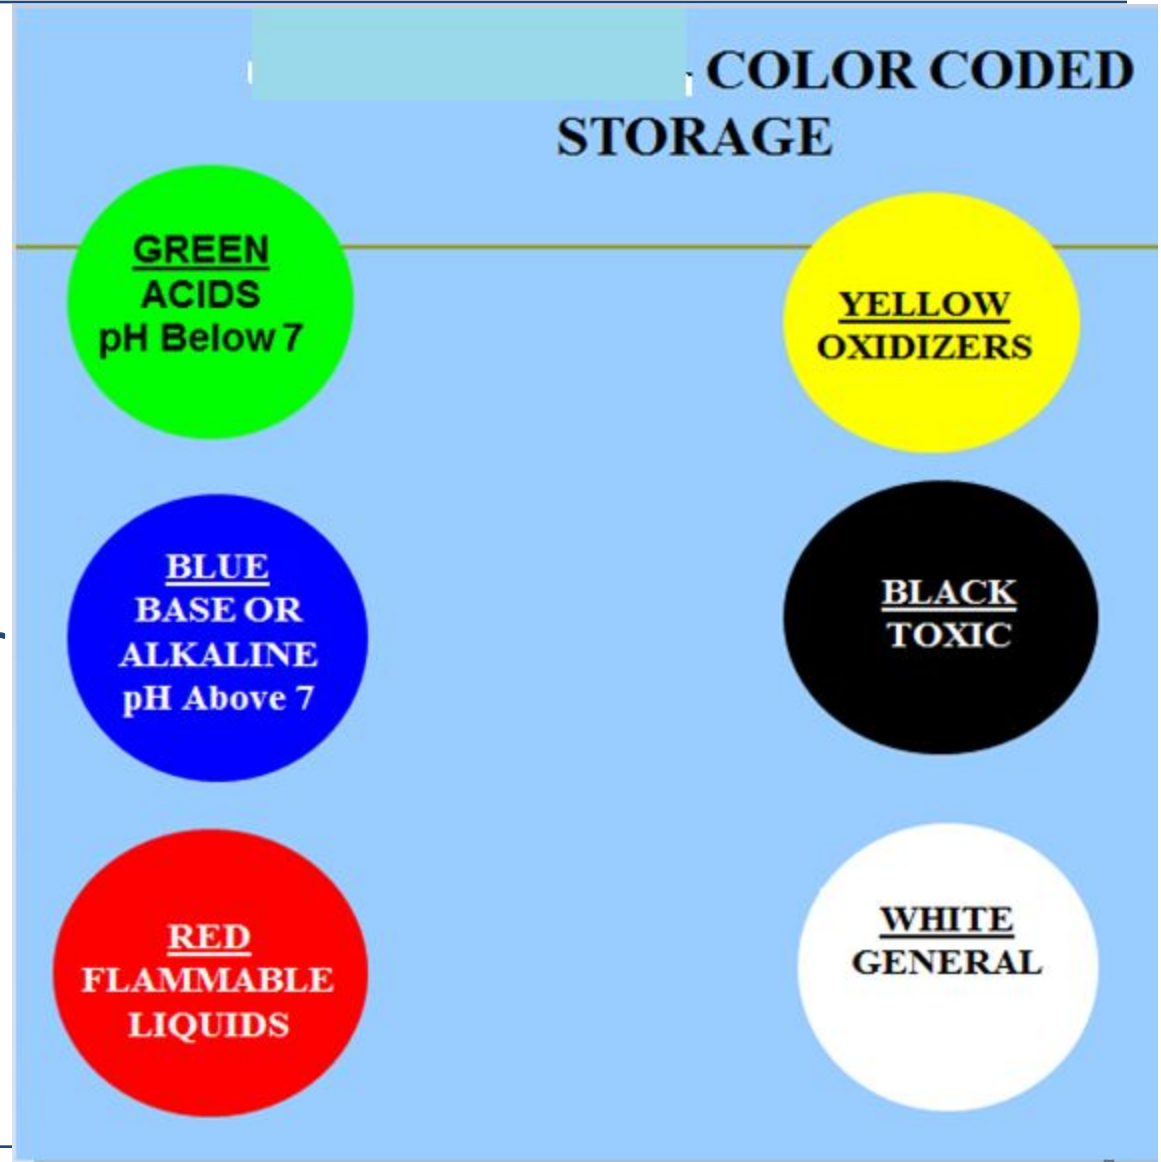 COLOR CODED
STORAGE
GREEN
ACIDS
pH Below 7
YELLOW
OXIDIZERS
BLUE
BASE OR
ALKALINE
pH Above 7
BLACK
TOXIC
RED
FLAMMABLE
LIQUIDS
WHITE
GENERAL